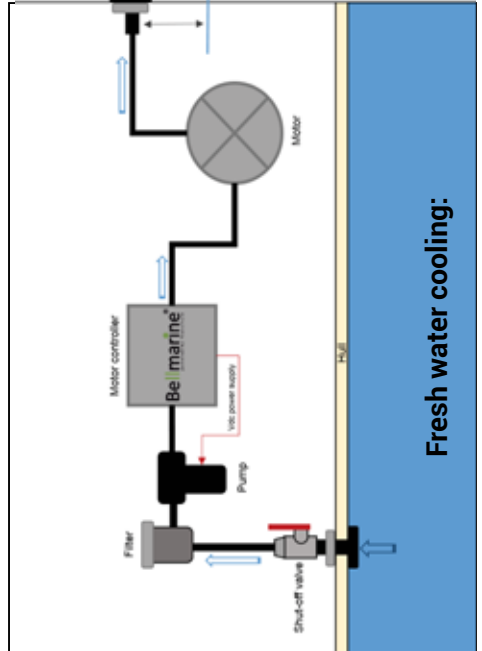 Motor controller
Filter
Bellmarine®
Vdc power supply
Pump
Shut-off valve
Motor
Hull
Fresh water cooling: